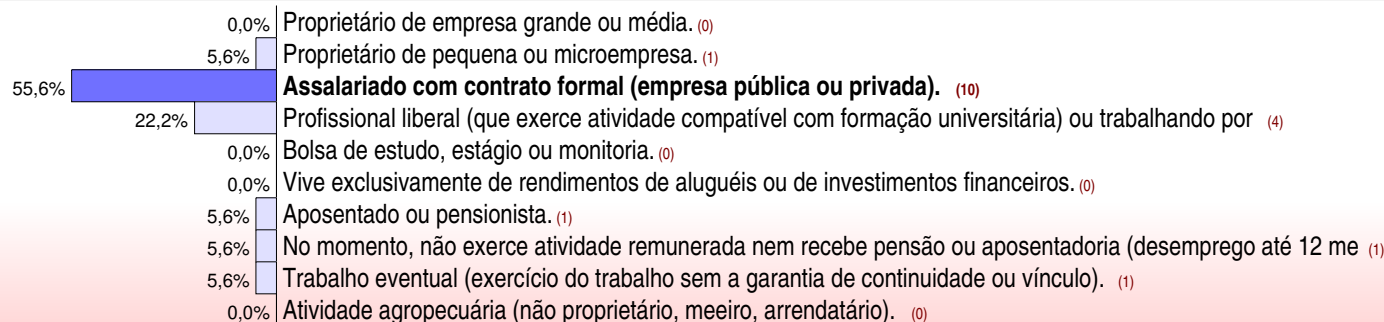 0,0% Proprietário de empresa grande ou média. (0)
5,6% Proprietário de pequena ou microempresa. (1)
55,6% Assalariado com contrato formal (empresa pública ou privada). (10)
22,2% Profissional liberal (que exerce atividade compatível com formação universitária) ou trabalhando por (4)
0,0% Bolsa de estudo, estágio ou monitoria. (0)
0,0% Vive exclusivamente de rendimentos de aluguéis ou de investimentos financeiros. (0)
5,6% Aposentado ou pensionista. (1)
5,6% No momento, não exerce atividade remunerada nem recebe pensão ou aposentadoria (desemprego até 12 me (1)
5,6% Trabalho eventual (exercício do trabalho sem a garantia de continuidade ou vínculo). (1)
0,0% Atividade agropecuária (não proprietário, meeiro, arrendatário). (0)